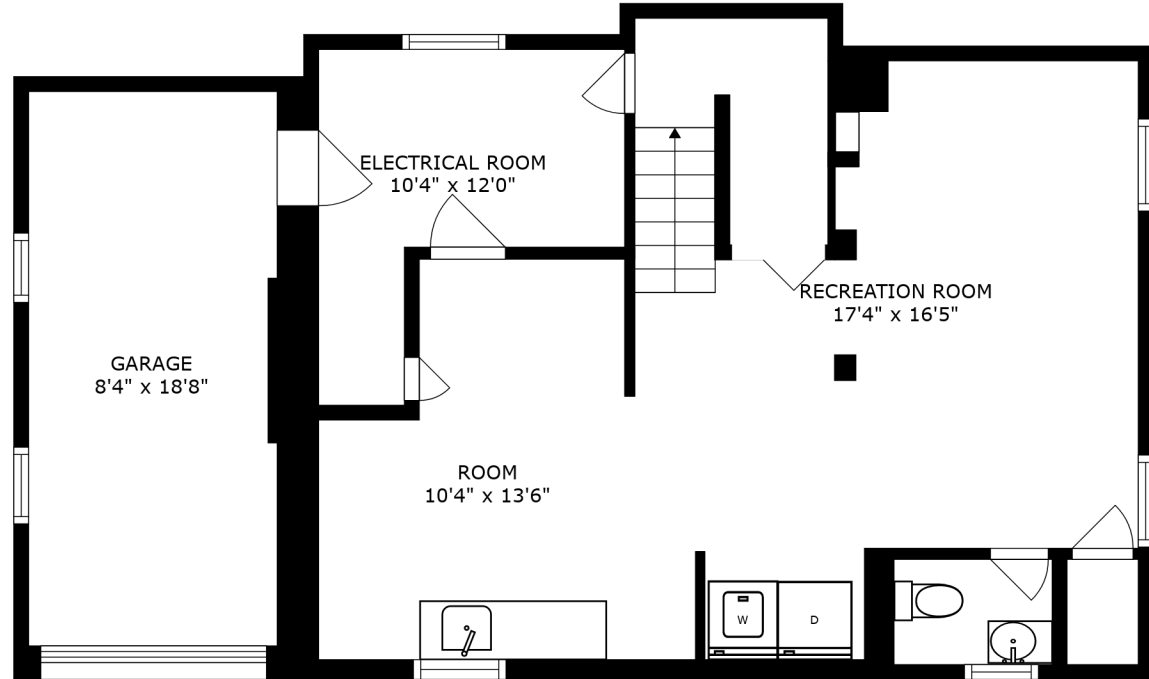 ELECTRICAL ROOM
10'4" x 12'0"
RECREATION ROOM
17'4" x 16'5"
GARAGE
8'4" x 18'8"
ROOM
10'4" x 13'6"
W
D